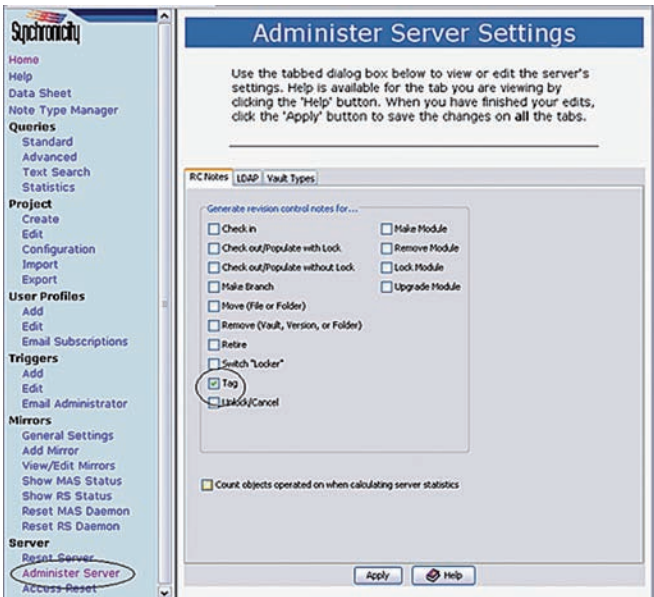 Synchronicity
Home
Help
Data Sheet
Note Type Manager
Queries
Standard
Advanced
Text Search
Statistics
Project
Create
Edit
Configuration
Import
Export
User Profiles
Add
Edit
Email Subscriptions
Triggers
Add
Edit
Email Administrator
Mirrors
General Settings
Add Mirror
View/Edit Mirrors
Show MAS Status
Show RS Status
Reset MAS Daemon
Reset RS Daemon
Server
Reset Server
Administer Server
Access Reset
Administer Server Settings
Use the tabbed dialog box below to view or edit the server's
settings. Help is available for the tab you are viewing by
clicking the 'Help' button. When you have finished your edits,
click the 'Apply' button to save the changes on all the tabs.
RC Notes LDAP Vault Types
Generate revision control notes for...
Check in
Check out/Populate with Lock
Check out/Populate without Lock
Make Branch
Move (File or Folder)
Remove (Vault, Version, or Folder)
Retire
Switch "Locker"
Tag
Unlock/Cancel
Make Module
Remove Module
Lock Module
Upgrade Module
Count objects operated on when calculating server statistics
Apply Help